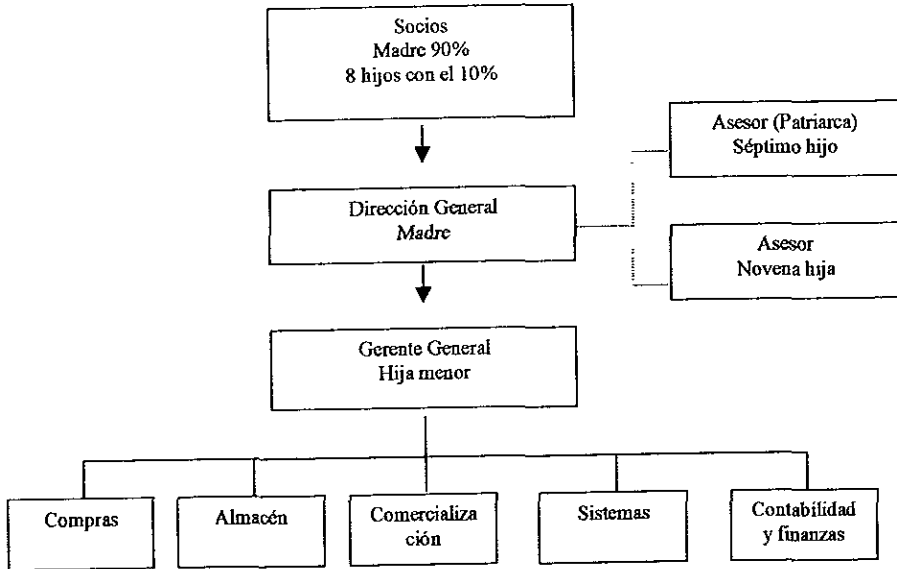 Socios
Madre 90%
8 hijos con el 10%
Asesor (Patriarca)
Séptimo hijo
Dirección General
Madre
Asesor
Novena hija
Gerente General
Hija menor
Compras
Almacén
Comercializa
ción
Sistemas
Contabilidad
y finanzas